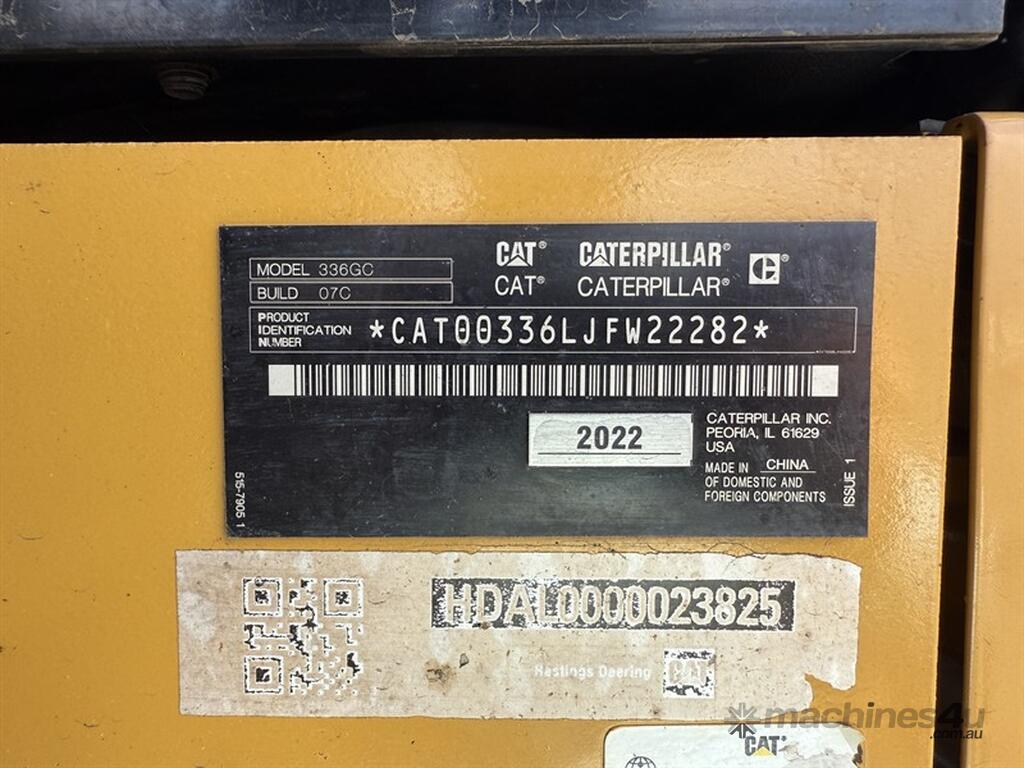 MODEL 336GC
BUILD 07C
CAT® CATERPILLAR®
CAT® CATERPILLAR®
PRODUCT
IDENTIFICATION
NUMBER
*CAT00336LJFW22282*
2022
CATERPILLAR INC.
PEORIA, IL 61629
USA
MADE IN CHINA
OF DOMESTIC AND
FOREIGN COMPONENTS
ISSUE 1
515-7905 1
HDAL0000023825
Hastings Deering CAT
machines4u
.com.au
CAT